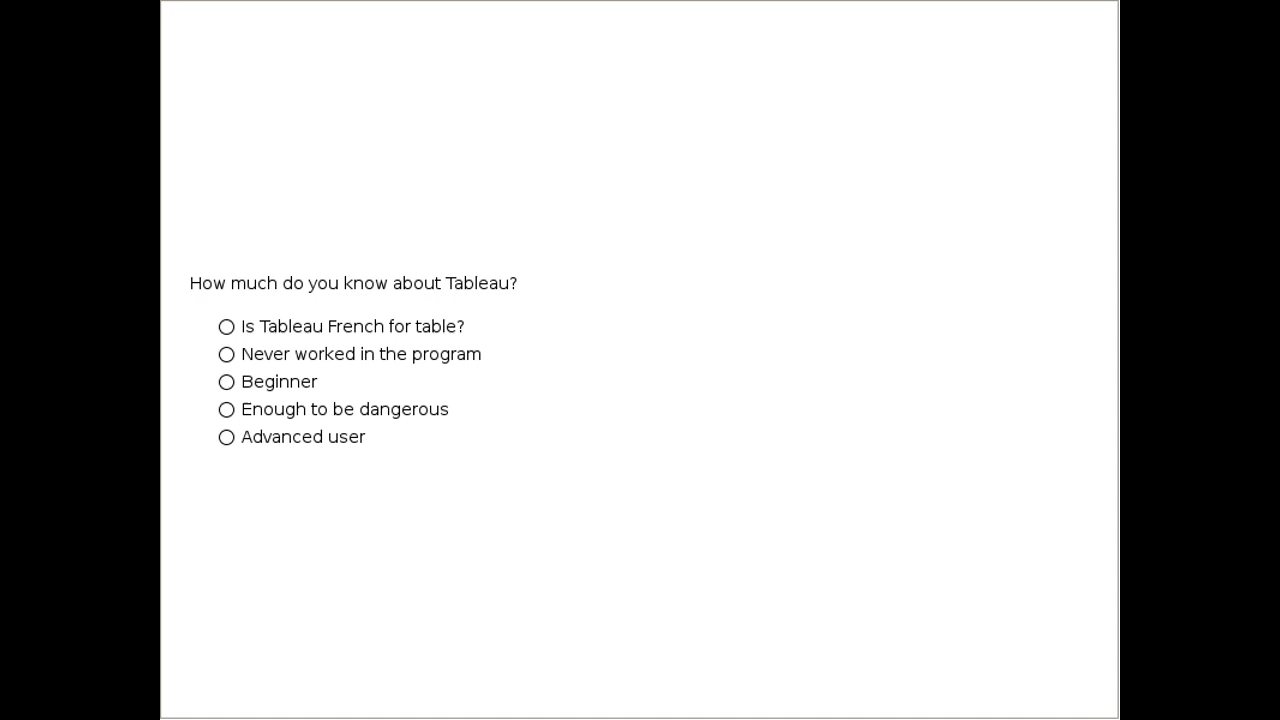 How much do you know about Tableau?
Is Tableau French for table?
Never worked in the program
Beginner
Enough to be dangerous
Advanced user